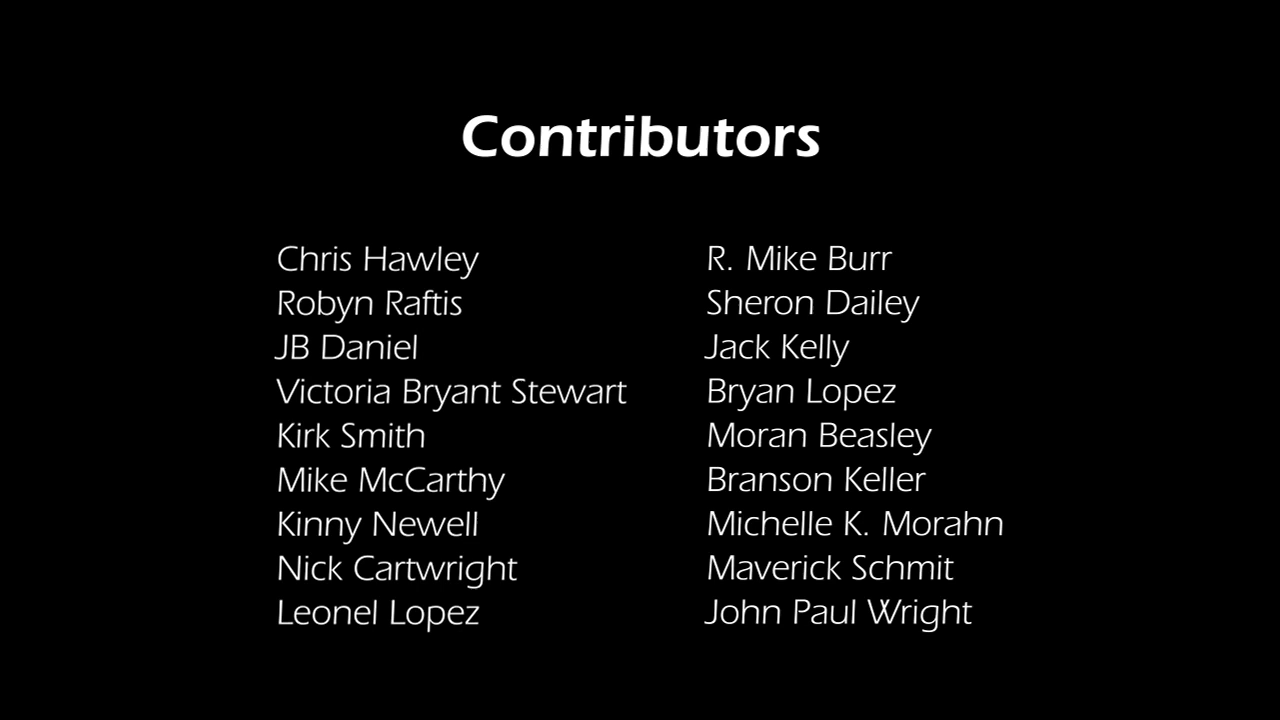 Contributors
Chris Hawley
Robyn Raftis
JB Daniel
Victoria Bryant Stewart
Kirk Smith
Mike McCarthy
Kinny Newell
Nick Cartwright
Leonel Lopez
R. Mike Burr
Sheron Dailey
Jack Kelly
Bryan Lopez
Moran Beasley
Branson Keller
Michelle K. Morahn
Maverick Schmit
John Paul Wright